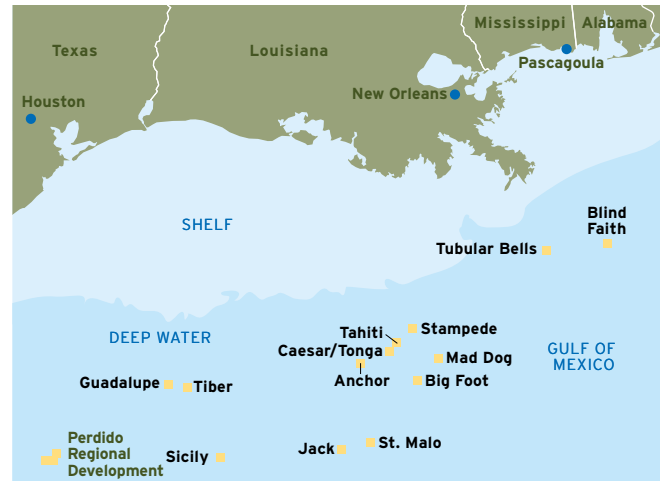 Mississippi
Alabama
Texas
Louisiana
Pascagoula
New Orleans
Houston
SHELF
Blind
Faith
Tubular Bells
DEEP WATER
Tahiti
Stampede
Caesar/Tonga
Mad Dog
GULF OF
MEXICO
Anchor
Big Foot
Guadalupe
Tiber
Perdido
Regional
Development
Sicily
Jack
St. Malo